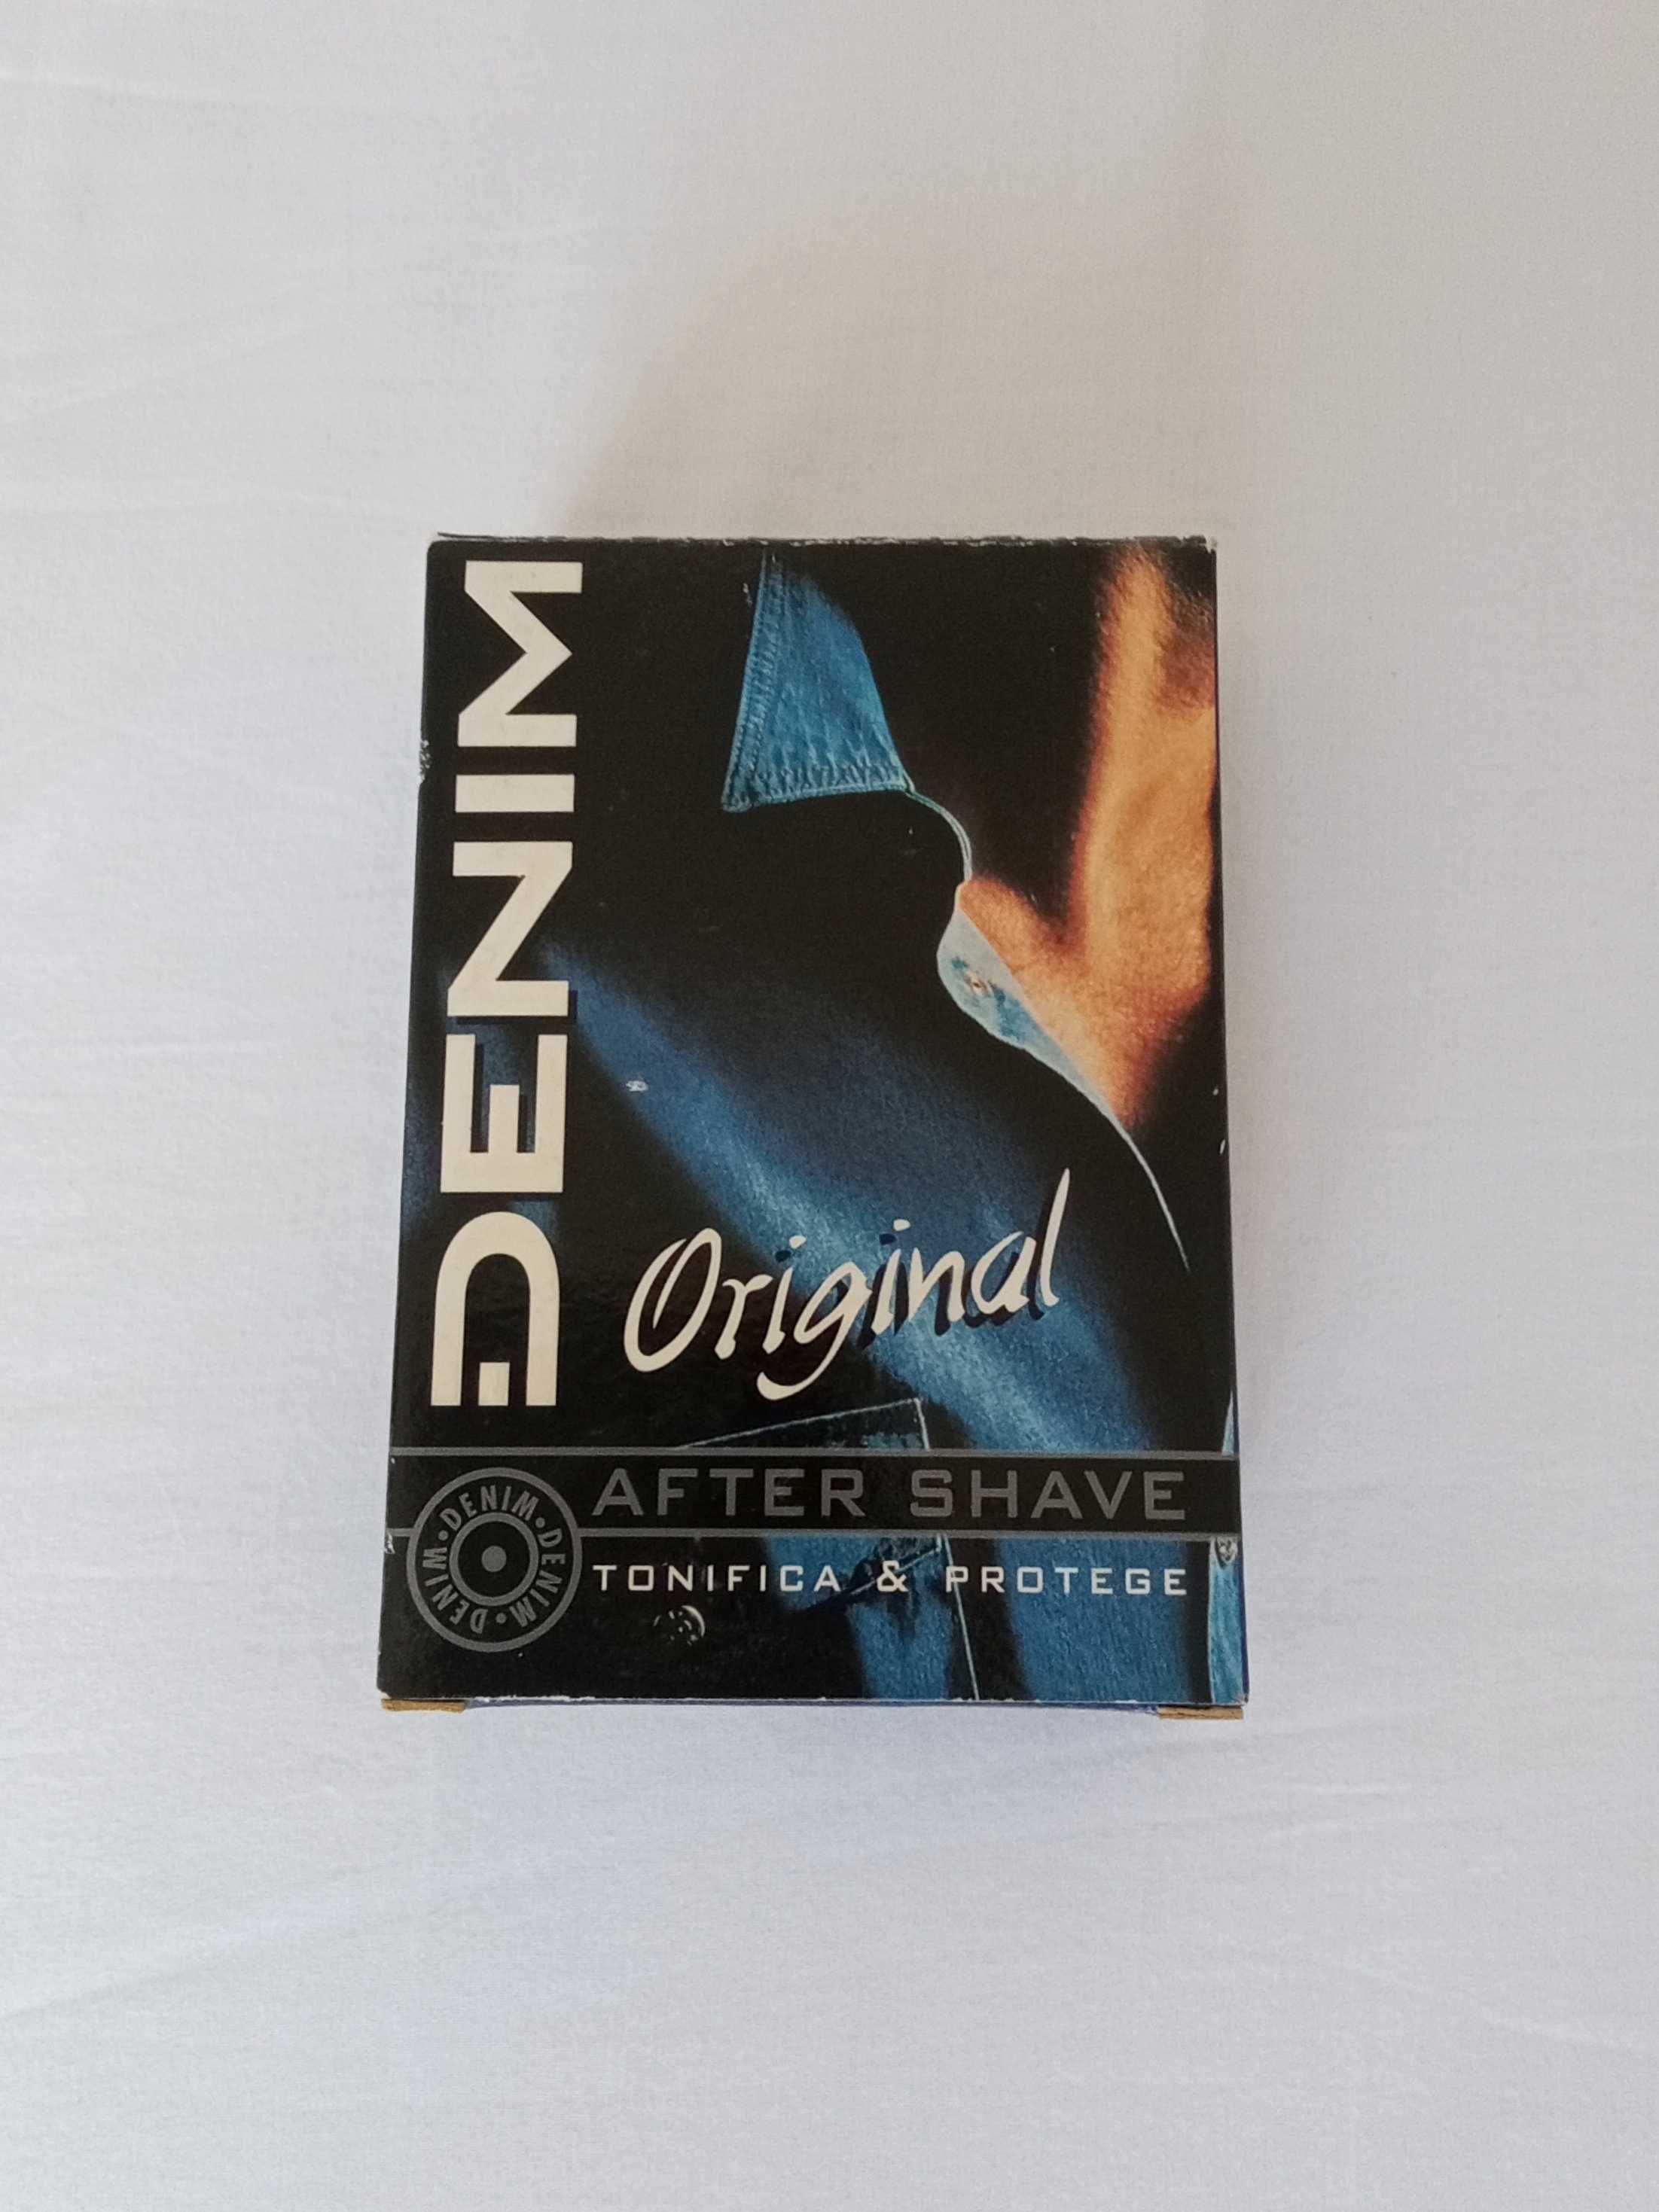 DENIM
Original
AFTER SHAVE
DENIM • DENIM • DENIM •
TONIFICA & PROTEGE